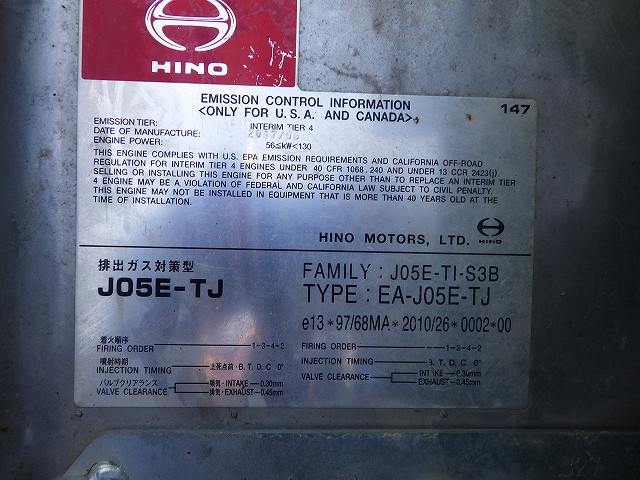 HINO
EMISSION CONTROL INFORMATION
<ONLY FOR U.S.A. AND CANADA>
147
EMISSION TIER: INTERIM TIER 4
DATE OF MANUFACTURE:
ENGINE POWER: 56≤kW<130
THIS ENGINE COMPLIES WITH U.S. EPA EMISSION REQUIREMENTS AND CALIFORNIA OFF-ROAD
REGULATION FOR INTERIM TIER 4 ENGINES UNDER 40 CFR 1068.240 AND UNDER 13 CCR 2423(j).
SELLING OR INSTALLING THIS ENGINE FOR ANY PURPOSE OTHER THAN TO REPLACE AN INTERIM TIER
4 ENGINE MAY BE A VIOLATION OF FEDERAL AND CALIFORNIA LAW SUBJECT TO CIVIL PENALTY.
THIS ENGINE MAY NOT BE INSTALLED IN EQUIPMENT THAT IS MORE THAN 40 YEARS OLD AT THE
TIME OF INSTALLATION.
HINO MOTORS, LTD. HINO
排出ガス対策型
J05E-TJ
FAMILY: J05E-TI-S3B
TYPE: EA-J05E-TJ
e13*97/68MA*2010/26*0002*00
着火順序
FIRING ORDER 1-3-4-2
噴射時期
INJECTION TIMING 上死点前・B.T.D.C 0°
バルブクリアランス
VALVE CLEARANCE
吸気・INTAKE 0.30mm
排気・EXHAUST 0.45mm
FIRING ORDER 1-3-4-2
INJECTION TIMING B.T.D.C 0°
VALVE CLEARANCE
INTAKE 0.30mm
EXHAUST 0.45mm